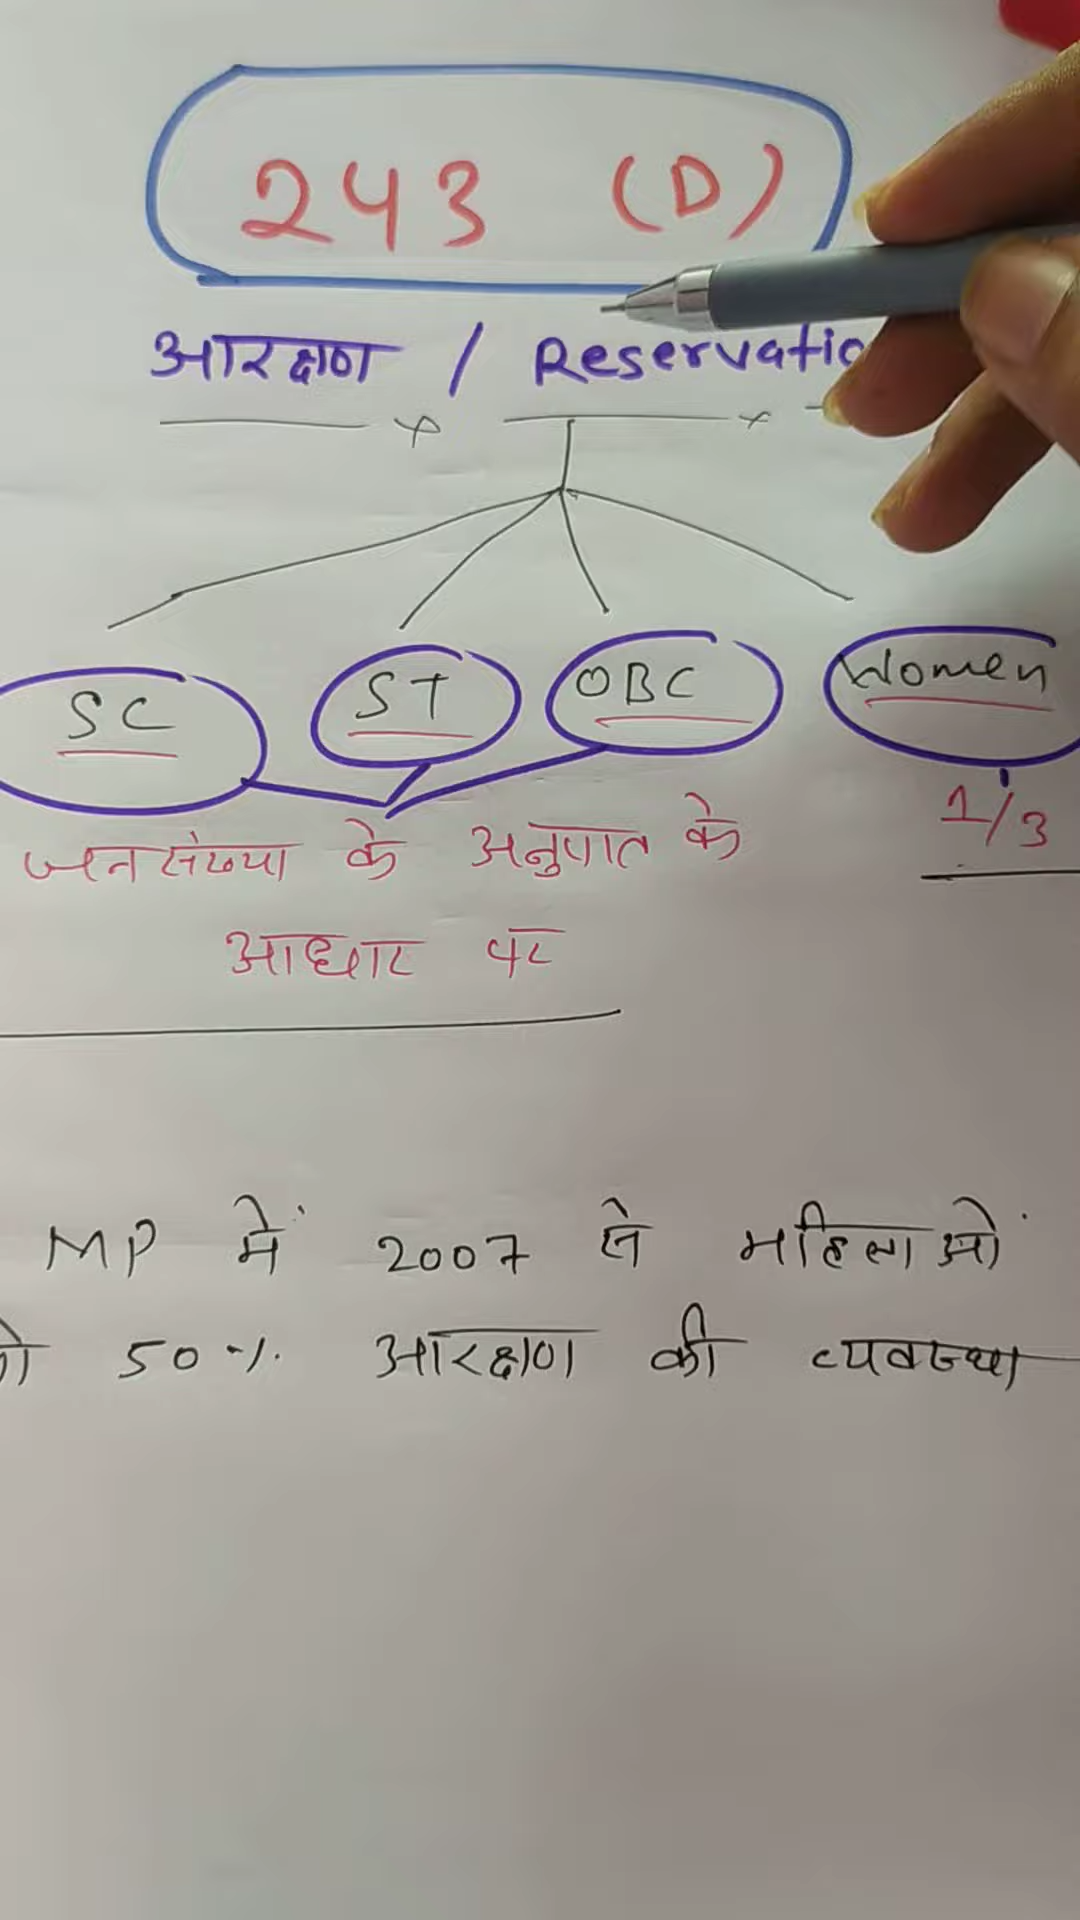 243 (D)
आरक्षण / Reservatio
SC ST OBC Women
1/3
जनसंख्या के अनुपात के
आधार पर
MP में 2007 से महिलाओं
को 50% आरक्षण की व्यवस्था